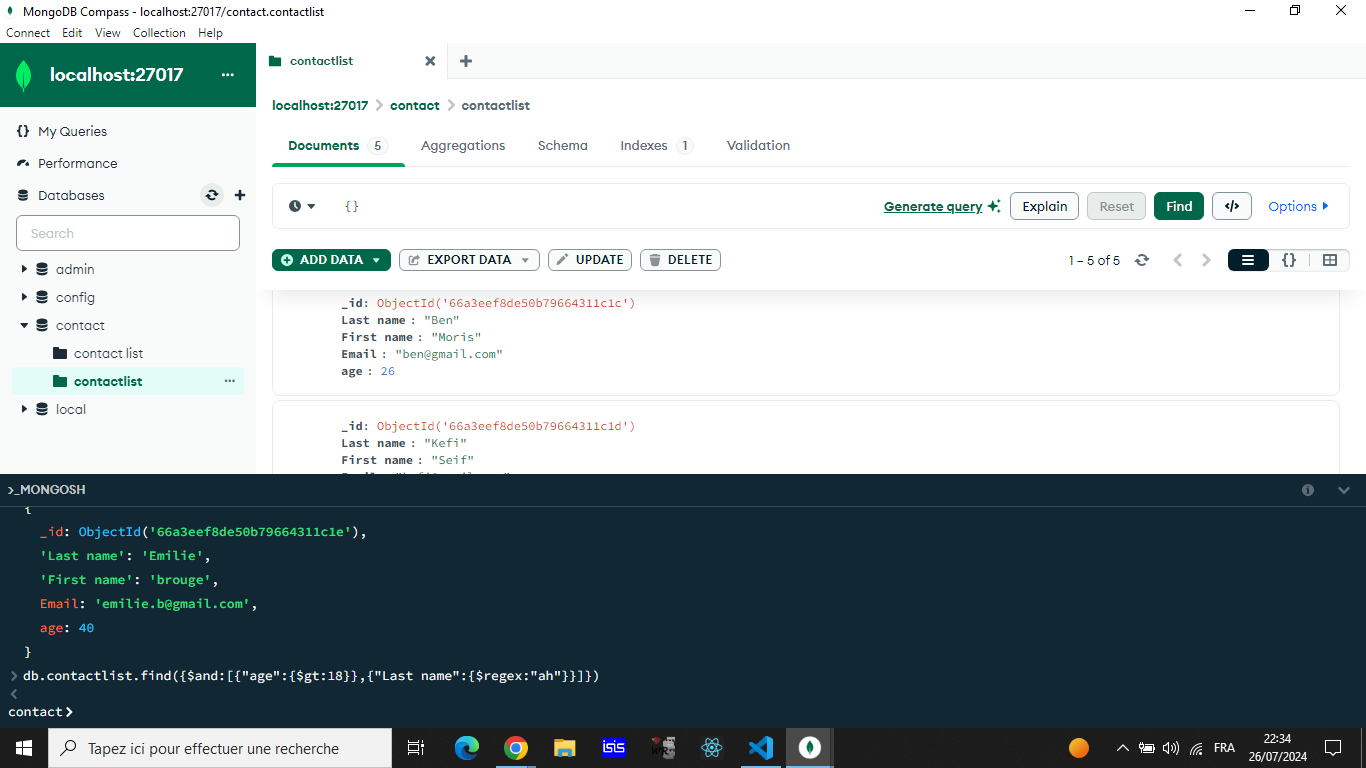 MongoDB Compass - localhost:27017/contact.contactlist
Connect Edit View Collection Help
localhost:27017
contactlist
localhost:27017 contact contactlist
My Queries
Performance
Databases
Search
admin
config
contact
contact list
contactlist
local
Documents 5 Aggregations Schema Indexes 1 Validation
{} Generate query Explain Reset Find </> Options
ADD DATA EXPORT DATA UPDATE DELETE 1 – 5 of 5 {}
_id: ObjectId('66a3eef8de50b79664311c1c')
Last name : "Ben"
First name : "Moris"
Email : "ben@gmail.com"
age : 26
_id: ObjectId('66a3eef8de50b79664311c1d')
Last name : "Kefi"
First name : "Seif"
>_MONGOSH
{
_id: ObjectId('66a3eef8de50b79664311c1e'),
'Last name': 'Emilie',
'First name': 'brouge',
Email: 'emilie.b@gmail.com',
age: 40
}
> db.contactlist.find({$and:[{"age":{$gt:18}},{"Last name":{$regex:"ah"}}]})
<
contact>
Tapez ici pour effectuer une recherche
isis
FRA
22:34
26/07/2024